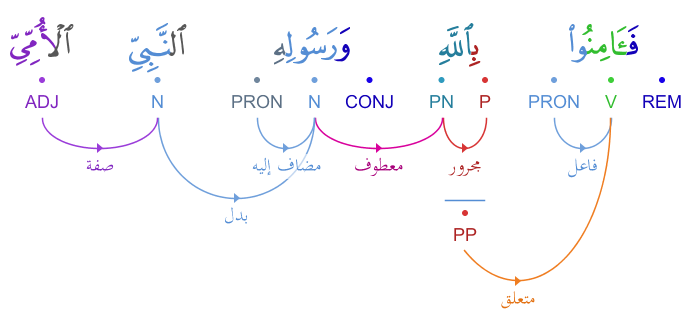 فَـَٔامِنُوا۟ بِٱللَّهِ وَرَسُولِهِ ٱلنَّبِىِّ ٱلْأُمِّىِّ
REM V PRON P PN CONJ N PRON N ADJ
فاعل مجرور معطوف مضاف إليه صفة
بدل
PP
متعلق